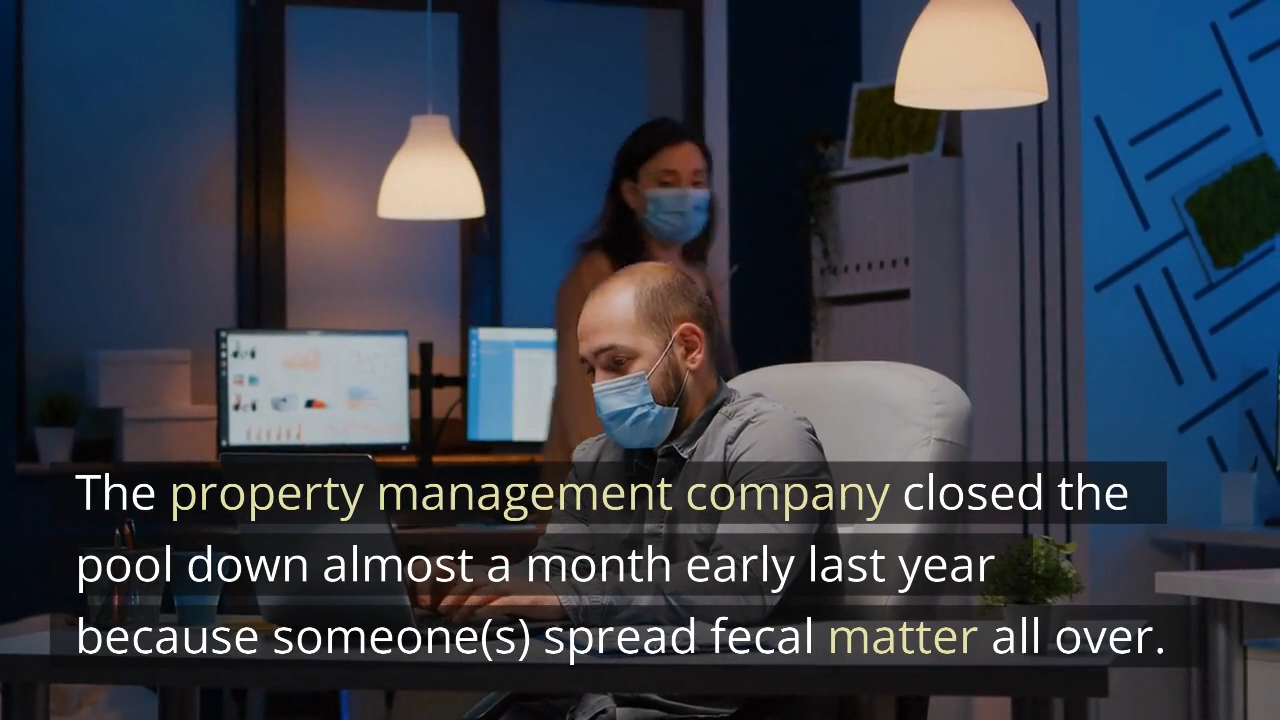 The property management company closed the
pool down almost a month early last year
because someone(s) spread fecal matter all over.